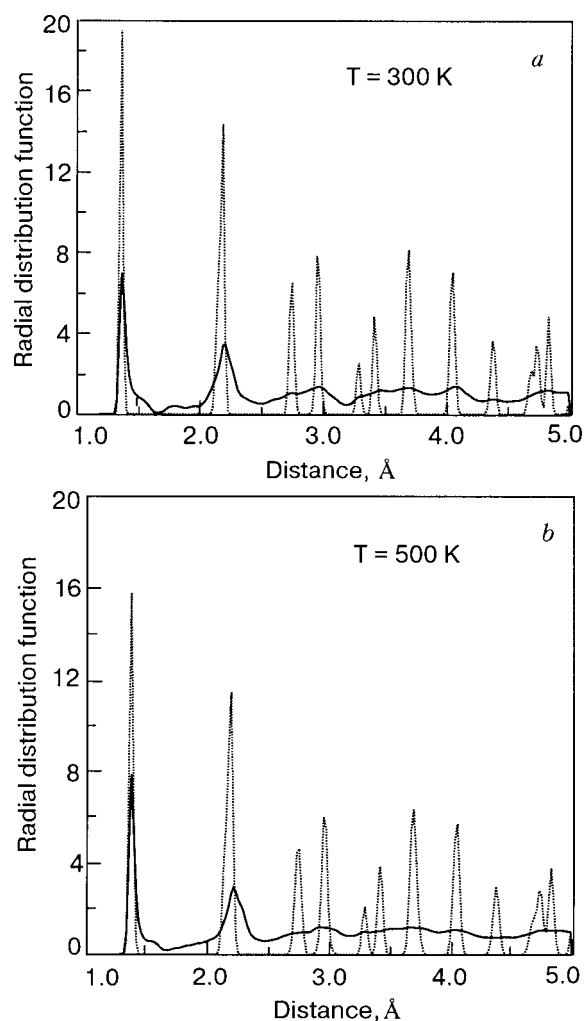 20
16
12
8
4
0
Radial distribution function
T = 300 K
a
1.0 2.0 3.0 4.0 5.0
Distance, Å
20
16
12
8
4
0
Radial distribution function
T = 500 K
b
1.0 2.0 3.0 4.0 5.0
Distance, Å